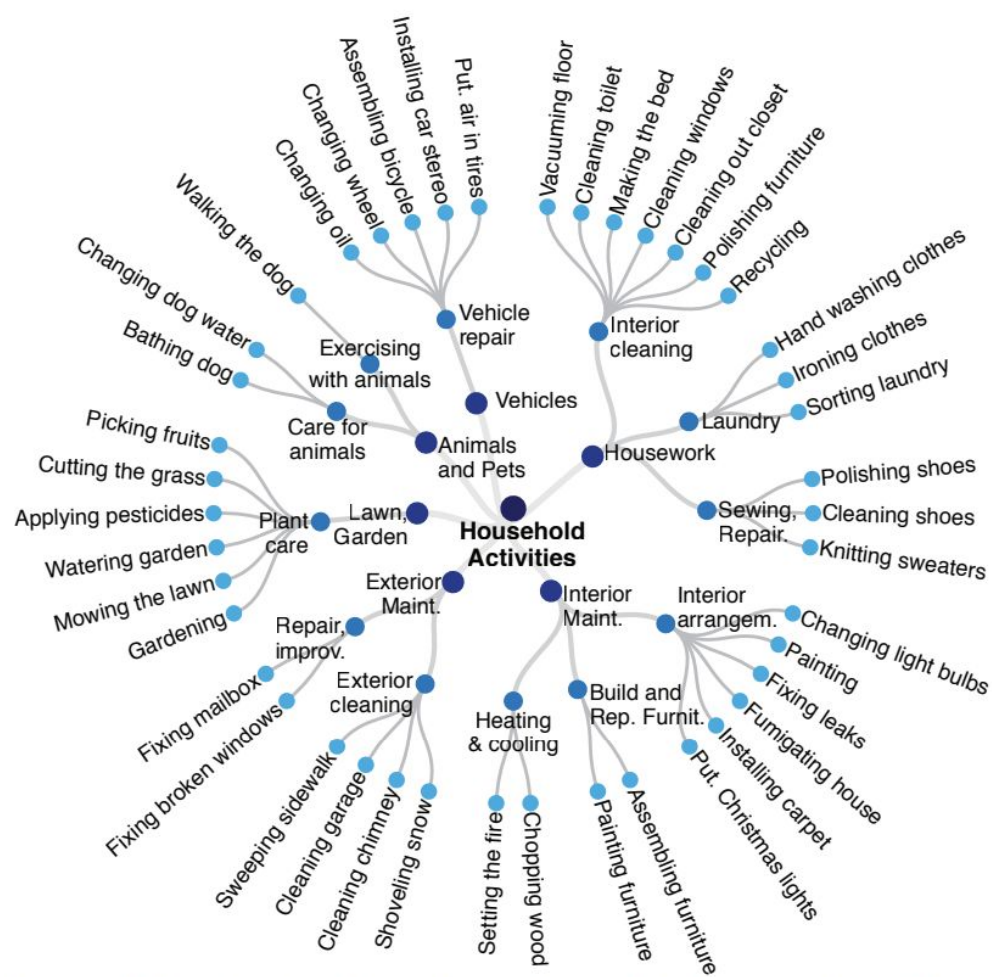 Household
Activities
Vehicles
Vehicle
repair
Changing oil
Changing wheel
Assembling bicycle
Installing car stereo
Put. air in tires
Housework
Interior
cleaning
Vacuuming floor
Cleaning toilet
Making the bed
Cleaning windows
Cleaning out closet
Polishing furniture
Recycling
Laundry
Hand washing clothes
Ironing clothes
Sorting laundry
Sewing,
Repair.
Polishing shoes
Cleaning shoes
Knitting sweaters
Interior
Maint.
Interior
arrangem.
Changing light bulbs
Painting
Fixing leaks
Fumigating house
Installing carpet
Put. Christmas lights
Build and
Rep. Furnit.
Assembling furniture
Painting furniture
Heating
& cooling
Chopping wood
Setting the fire
Exterior
Maint.
Exterior
cleaning
Shoveling snow
Cleaning chimney
Cleaning garage
Sweeping sidewalk
Repair,
improv.
Fixing broken windows
Fixing mailbox
Lawn,
Garden
Plant
care
Gardening
Mowing the lawn
Watering garden
Applying pesticides
Cutting the grass
Picking fruits
Animals
and Pets
Care for
animals
Bathing dog
Changing dog water
Exercising
with animals
Walking the dog